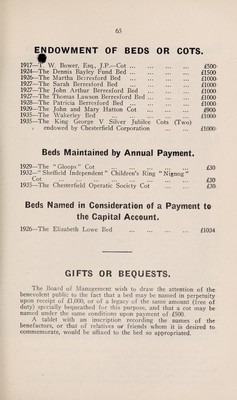 65
ENDOWMENT OF BEDS OR COTS.
1917—T. W. Bower, Esq., J.P.—Cot ... ... ... ... £500
1924—The Dennis Bayley Fund Bed ... ... ... ... £1500
1926—The Martha Berresford Bed ... ... ... ... £1000
1927—The Sarah Berresford Bed ... ... ... ... £1000
1927—The John Arthur Berresford Bed ... ... ... £1000
1927—The Thomas Lawson Berresford Bed ... ... ... £1000
1928—The Patricia Berresford Bed ... ... ... ... £1000
1929—The John and Mary Hatton Cot ... ... ... £900
1935—The Wakerley Bed ... ... ... ... ... £1000
1935—The King George V Silver Jubilee Cots (Two)
endowed by Chesterfield Corporation ... ... ... £1000
Beds Maintained by Annual Payment.
1929—The "Gloops" Cot ... ... ... ... ... £30
1932—"Sheffield Independent" Children's Ring "Nignog"
Cot ... ... ... ... ... ... ... £30
1935—The Chesterfield Operatic Society Cot ... ... £30
Beds Named in Consideration of a Payment to
the Capital Account.
1926—The Elizabeth Lowe Bed ... ... ... ... £1004
GIFTS OR BEQUESTS.
The Board of Management wish to draw the attention of the
benevolent public to the fact that a bed may be named in perpetuity
upon receipt of £1,000, or of a legacy of the same amount (free of
duty) specially bequeathed for this purpose, and that a cot may be
named under the same conditions upon payment of £500.
A tablet with an inscription recording the names of the
benefactors, or that of relatives or friends whom it is desired to
commemorate, would be affixed to the bed so appropriated.